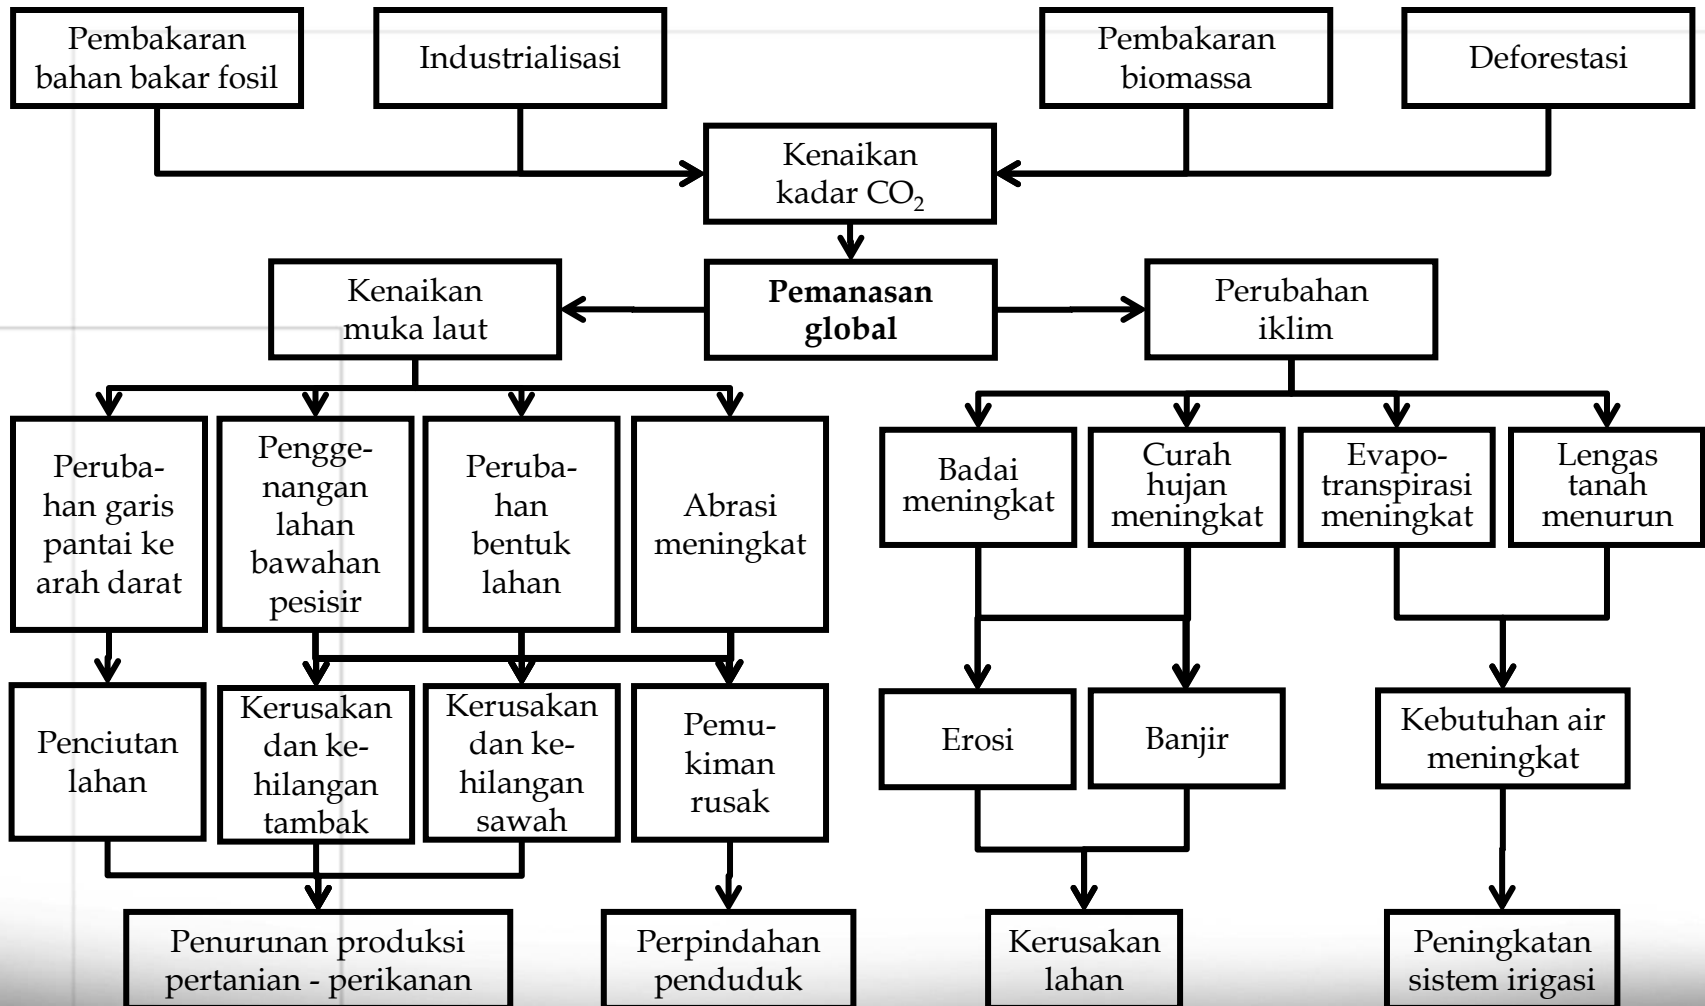 Pembakaran
bahan bakar fosil
Industrialisasi
Pembakaran
biomassa
Deforestasi
Kenaikan
kadar CO₂
Kenaikan
muka laut
Pemanasan
global
Perubahan
iklim
Peruba-
han garis
pantai ke
arah darat
Pengge-
nangan
lahan
bawahan
pesisir
Peruba-
han
bentuk
lahan
Abrasi
meningkat
Badai
meningkat
Curah
hujan
meningkat
Evapo-
transpirasi
meningkat
Lengas
tanah
menurun
Penciutan
lahan
Kerusakan
dan ke-
hilangan
tambak
Kerusakan
dan ke-
hilangan
sawah
Pemu-
kiman
rusak
Erosi
Banjir
Kebutuhan air
meningkat
Penurunan produksi
pertanian - perikanan
Perpindahan
penduduk
Kerusakan
lahan
Peningkatan
sistem irigasi